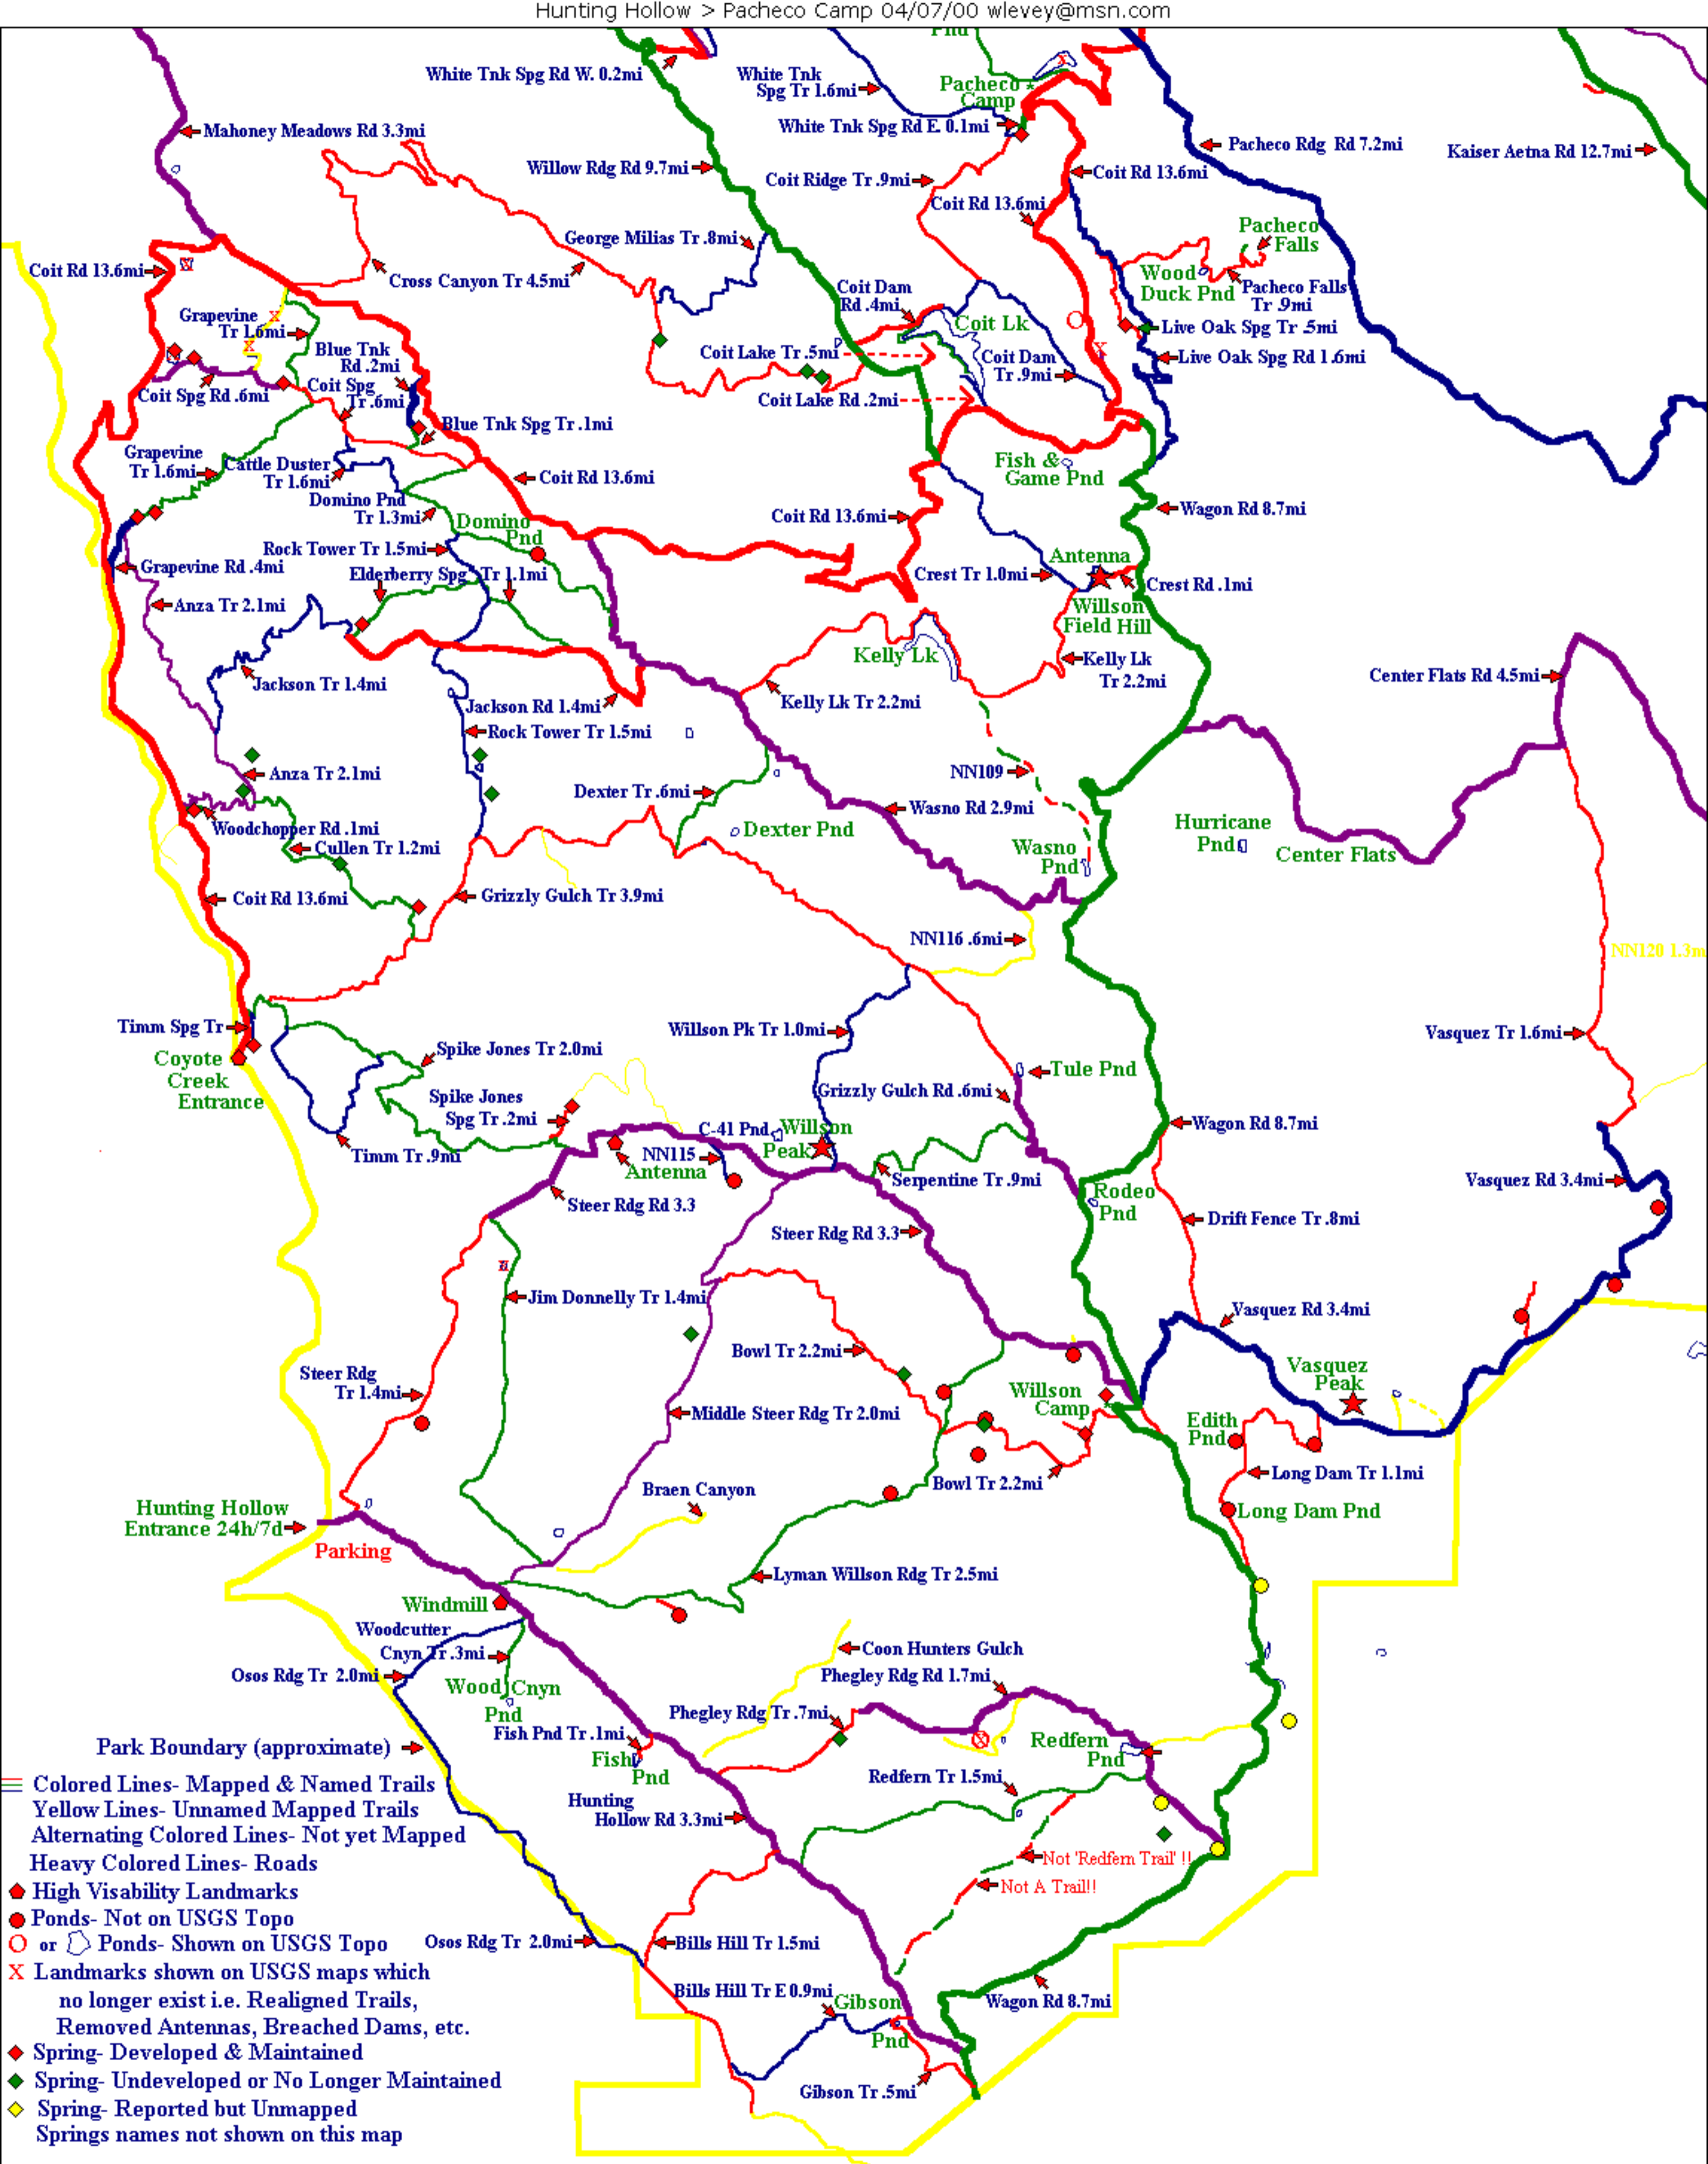 Hunting Hollow > Pacheco Camp 04/07/00 wlevey@msn.com
Pnd
White Tnk Spg Rd W. 0.2mi
White Tnk
Spg Tr 1.6mi
Pacheco *
Camp
White Tnk Spg Rd E. 0.1mi
Mahoney Meadows Rd 3.3mi
Pacheco Rdg Rd 7.2mi
Kaiser Aetna Rd 12.7mi
Willow Rdg Rd 9.7mi
Coit Ridge Tr .9mi
Coit Rd 13.6mi
Coit Rd 13.6mi
George Milias Tr .8mi
Pacheco
Falls
Coit Rd 13.6mi
Cross Canyon Tr 4.5mi
Coit Dam
Rd .4mi
Wood
Duck Pnd
Pacheco Falls
Tr .9mi
Grapevine
Tr 1.6mi
Coit Lk
Live Oak Spg Tr .5mi
Blue Tnk
Rd .2mi
Coit Lake Tr .5mi
Coit Dam
Tr .9mi
Live Oak Spg Rd 1.6mi
Coit Spg Rd .6mi
Coit Spg
Tr .6mi
Coit Lake Rd .2mi
Blue Tnk Spg Tr .1mi
Grapevine
Tr 1.6mi
Cattle Duster
Tr 1.6mi
Coit Rd 13.6mi
Fish &
Game Pnd
Domino Pnd
Tr 1.3mi
Domino
Pnd
Coit Rd 13.6mi
Wagon Rd 8.7mi
Rock Tower Tr 1.5mi
Antenna
Grapevine Rd .4mi
Elderberry Spg Tr 1.1mi
Crest Tr 1.0mi
Crest Rd .1mi
Anza Tr 2.1mi
Willson
Field Hill
Kelly Lk
Kelly Lk
Tr 2.2mi
Jackson Tr 1.4mi
Center Flats Rd 4.5mi
Jackson Rd 1.4mi
Kelly Lk Tr 2.2mi
Rock Tower Tr 1.5mi
Anza Tr 2.1mi
NN109
Dexter Tr .6mi
Wasno Rd 2.9mi
Woodchopper Rd .1mi
Dexter Pnd
Hurricane
Pnd
Cullen Tr 1.2mi
Wasno
Pnd
Center Flats
Coit Rd 13.6mi
Grizzly Gulch Tr 3.9mi
NN116 .6mi
NN120 1.3m
Timm Spg Tr
Willson Pk Tr 1.0mi
Vasquez Tr 1.6mi
Coyote
Creek
Entrance
Spike Jones Tr 2.0mi
Tule Pnd
Spike Jones
Spg Tr .2mi
Grizzly Gulch Rd .6mi
C-41 Pnd
Willson
Peak
Wagon Rd 8.7mi
Timm Tr .9mi
NN115
Antenna
Serpentine Tr .9mi
Vasquez Rd 3.4mi
Steer Rdg Rd 3.3
Rodeo
Pnd
Steer Rdg Rd 3.3
Drift Fence Tr .8mi
Jim Donnelly Tr 1.4mi
Vasquez Rd 3.4mi
Bowl Tr 2.2mi
Vasquez
Peak
Steer Rdg
Tr 1.4mi
Willson
Camp
Middle Steer Rdg Tr 2.0mi
Edith
Pnd
Bowl Tr 2.2mi
Long Dam Tr 1.1mi
Braen Canyon
Hunting Hollow
Entrance 24h/7d
Long Dam Pnd
Parking
Lyman Willson Rdg Tr 2.5mi
Windmill
Woodcutter
Cnyn Tr .3mi
Coon Hunters Gulch
Osos Rdg Tr 2.0mi
Wood Cnyn
Pnd
Phegley Rdg Rd 1.7mi
Phegley Rdg Tr .7mi
Fish Pnd Tr .1mi
Redfern
Pnd
Park Boundary (approximate)
Fish
Pnd
Redfern Tr 1.5mi
Colored Lines- Mapped & Named Trails
Hunting
Hollow Rd 3.3mi
Yellow Lines- Unnamed Mapped Trails
Alternating Colored Lines- Not yet Mapped
Not 'Redfern Trail' !!
Heavy Colored Lines- Roads
Not A Trail!!
High Visability Landmarks
Ponds- Not on USGS Topo
or Ponds- Shown on USGS Topo
Osos Rdg Tr 2.0mi
Bills Hill Tr 1.5mi
X Landmarks shown on USGS maps which
no longer exist i.e. Realigned Trails,
Removed Antennas, Breached Dams, etc.
Bills Hill Tr E 0.9mi
Gibson
Pnd
Wagon Rd 8.7mi
Spring- Developed & Maintained
Spring- Undeveloped or No Longer Maintained
Gibson Tr .5mi
Spring- Reported but Unmapped
Springs names not shown on this map